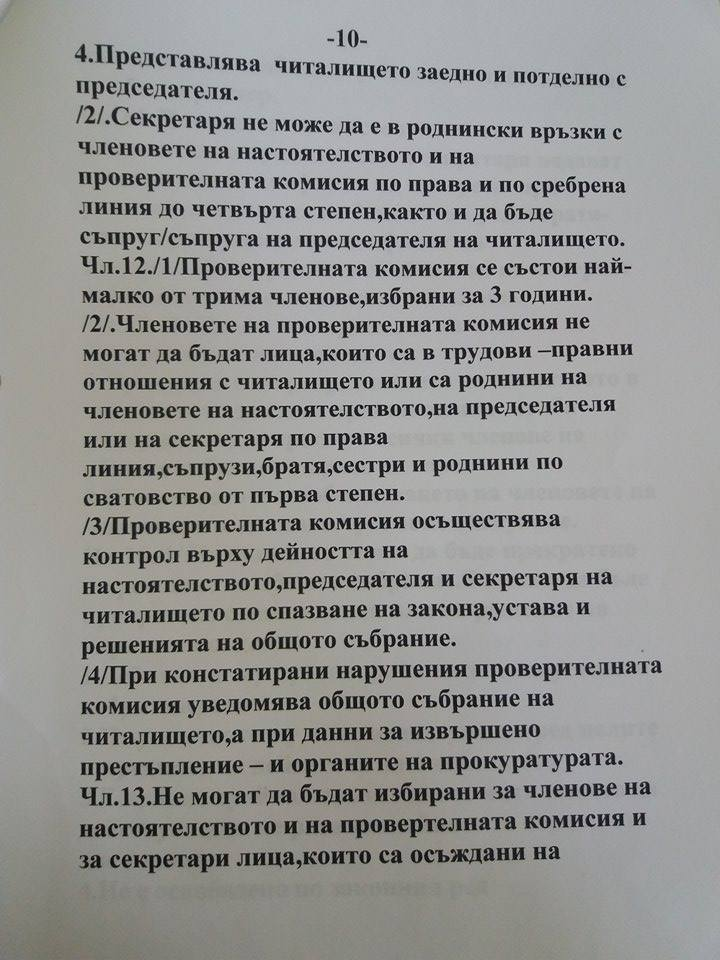 -10-
4.Представлява читалището заедно и потделно с
председателя.
/2/.Секретаря не може да е в роднински връзки с
членовете на настоятелството и на
проверителната комисия по права и по сребрена
линия до четвърта степен,както и да бъде
съпруг/съпруга на председателя на читалището.
Чл.12./1/Проверителната комисия се състои най-
малко от трима членове,избрани за 3 години.
/2/.Членовете на проверителната комисия не
могат да бъдат лица,които са в трудови –правни
отношения с читалището или са роднини на
членовете на настоятелството,на председателя
или на секретаря по права
линия,съпрузи,братя,сестри и роднини по
сватовство от първа степен.
/3/Проверителната комисия осъществява
контрол върху дейността на
настоятелството,председателя и секретаря на
читалището по спазване на закона,устава и
решенията на общото събрание.
/4/При констатирани нарушения проверителната
комисия уведомява общото събрание на
читалището,а при данни за извършено
престъпление – и органите на прокуратурата.
Чл.13.Не могат да бъдат избирани за членове на
настоятелството и на провертелната комисия и
за секретари лица,които са осъждани на